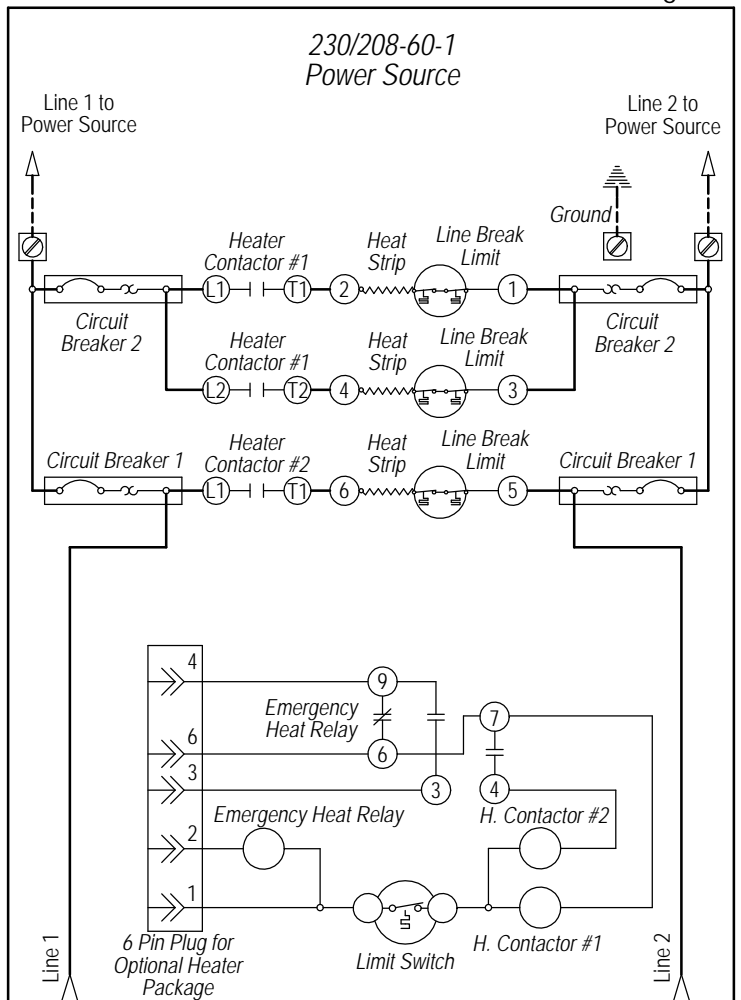 230/208-60-1
Power Source
Line 1 to
Power Source
Line 2 to
Power Source
Ground
Heater
Contactor #1
Heat
Strip
Line Break
Limit
L1
T1
2
1
Circuit
Breaker 2
Circuit
Breaker 2
Heater
Contactor #1
Heat
Strip
Line Break
Limit
L2
T2
4
3
Circuit Breaker 1
Heater
Contactor #2
Heat
Strip
Line Break
Limit
Circuit Breaker 1
L1
T1
6
5
4
9
Emergency
Heat Relay
7
6
6
3
3
4
Emergency Heat Relay
H. Contactor #2
2
1
Line 1
6 Pin Plug for
Optional Heater
Package
Limit Switch
H. Contactor #1
Line 2